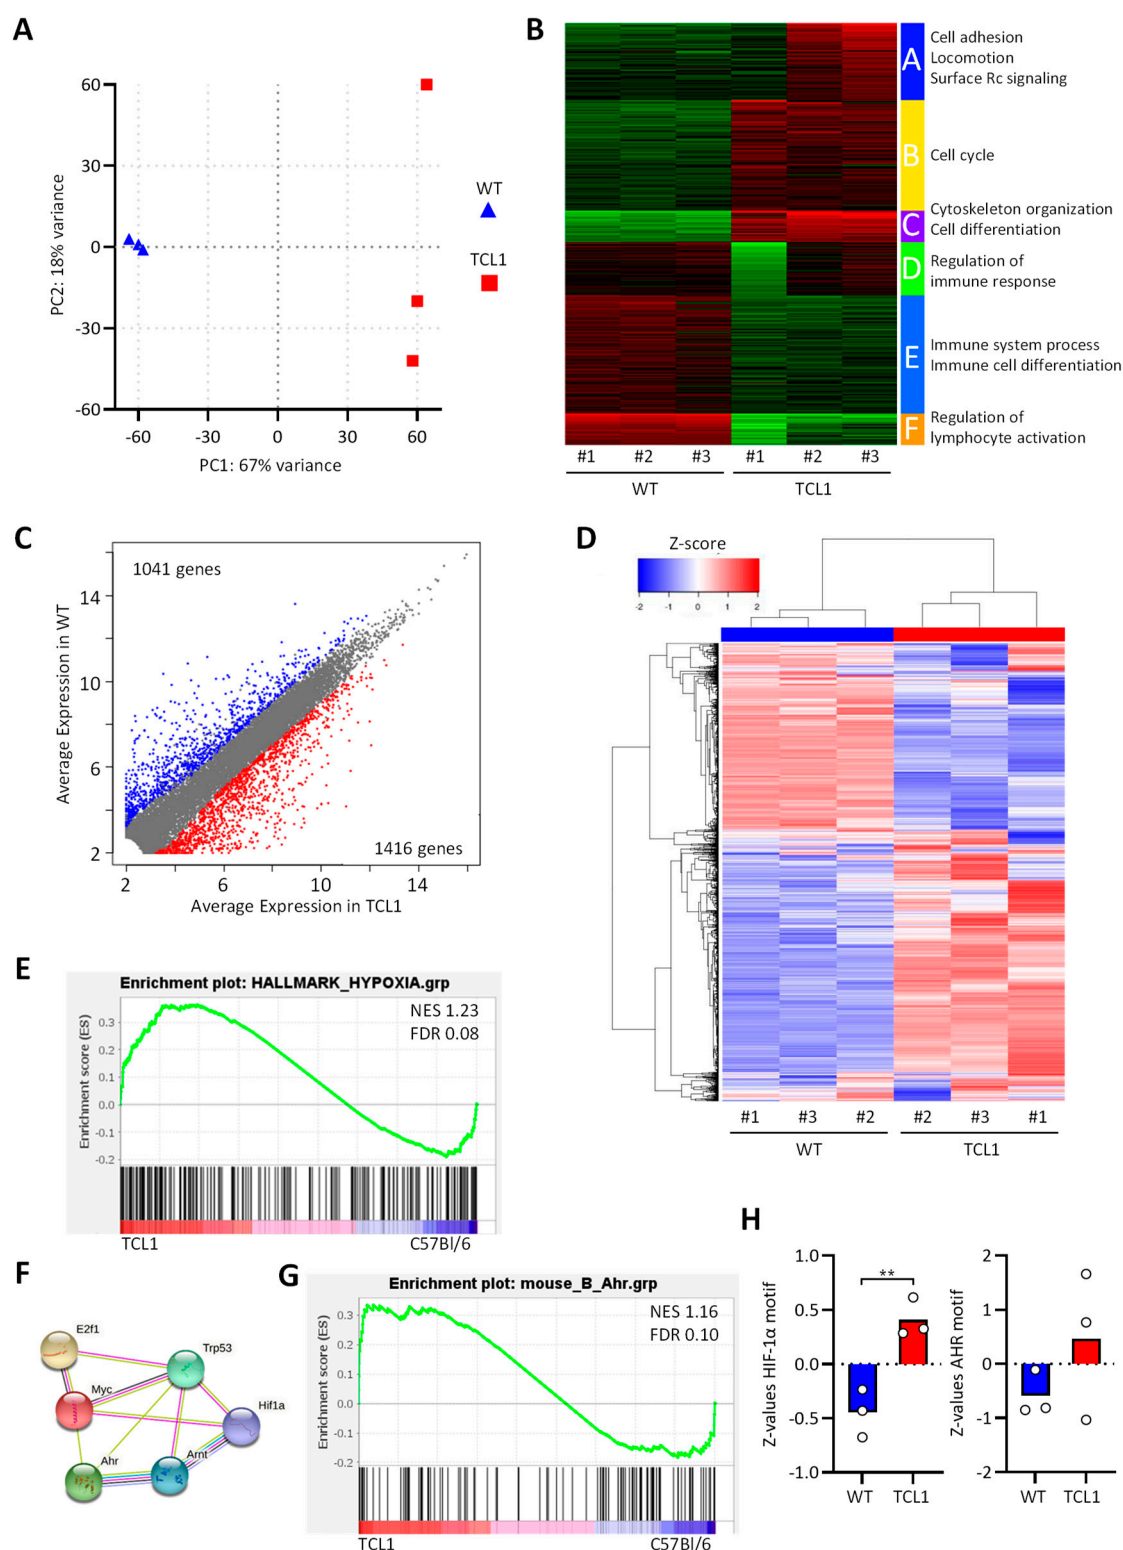 A
60
30
0
-30
-60
PC2: 18% variance
-60
-30
0
30
60
PC1: 67% variance
WT
TCL1
B
A
Cell adhesion
Locomotion
Surface Rc signaling
B
Cell cycle
C
Cytoskeleton organization
Cell differentiation
D
Regulation of
immune response
E
Immune system process
Immune cell differentiation
F
Regulation of
lymphocyte activation
#1 #2 #3 #1 #2 #3
WT TCL1
C
1041 genes
1416 genes
Average Expression in WT
14
10
6
2
2 6 10 14
Average Expression in TCL1
D
Z-score
-2 -1 0 1 2
#1 #3 #2 #2 #3 #1
WT TCL1
E
Enrichment plot: HALLMARK_HYPOXIA.grp
NES 1.23
FDR 0.08
Enrichment score (ES)
0.3
0.2
0.1
0.0
-0.1
-0.2
TCL1 C57Bl/6
F
E2f1
Trp53
Myc
Hif1a
Ahr
Arnt
G
Enrichment plot: mouse_B_Ahr.grp
NES 1.16
FDR 0.10
Enrichment score (ES)
0.3
0.2
0.1
0.0
-0.1
-0.2
TCL1 C57Bl/6
H
Z-values HIF-1α motif
1.0
0.5
0.0
-0.5
-1.0
**
WT TCL1
Z-values AHR motif
2
1
0
-1
-2
WT TCL1